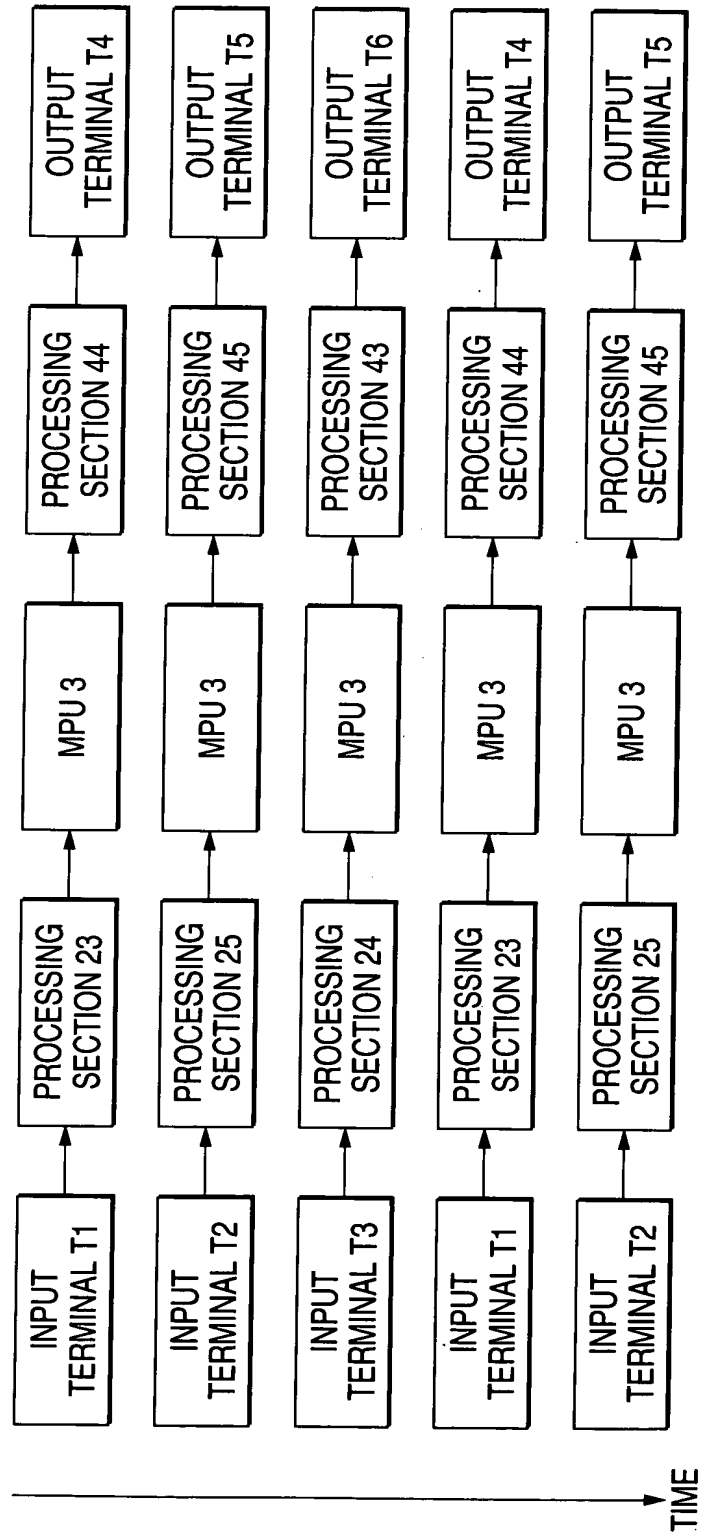 INPUT
TERMINAL T1
PROCESSING
SECTION 23
MPU 3
PROCESSING
SECTION 44
OUTPUT
TERMINAL T4
INPUT
TERMINAL T2
PROCESSING
SECTION 25
MPU 3
PROCESSING
SECTION 45
OUTPUT
TERMINAL T5
INPUT
TERMINAL T3
PROCESSING
SECTION 24
MPU 3
PROCESSING
SECTION 43
OUTPUT
TERMINAL T6
INPUT
TERMINAL T1
PROCESSING
SECTION 23
MPU 3
PROCESSING
SECTION 44
OUTPUT
TERMINAL T4
INPUT
TERMINAL T2
PROCESSING
SECTION 25
MPU 3
PROCESSING
SECTION 45
OUTPUT
TERMINAL T5
TIME